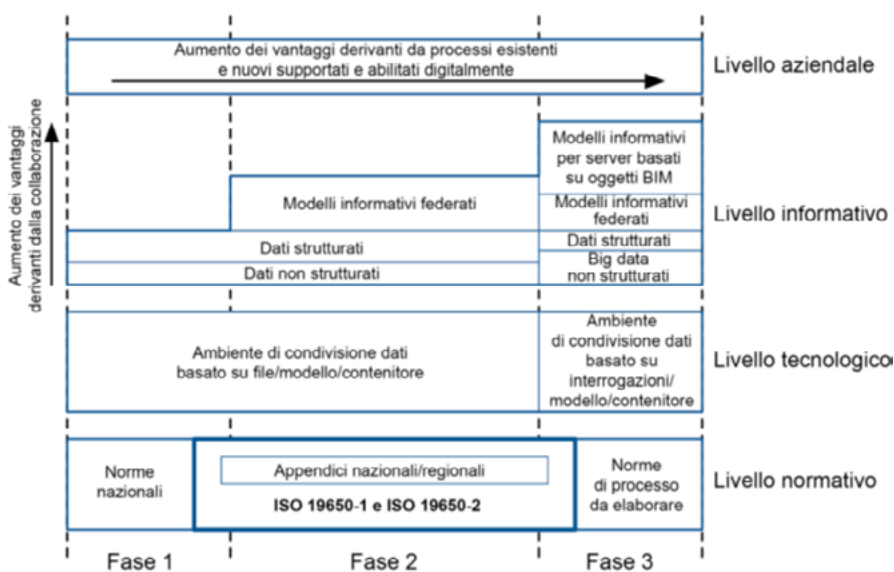 Aumento dei vantaggi derivanti da processi esistenti
e nuovi supportati e abilitati digitalmente
Livello aziendale
Aumento dei vantaggi
derivanti dalla collaborazione
Modelli informativi
per server basati
su oggetti BIM
Modelli informativi federati
Modelli informativi
federati
Livello informativo
Dati strutturati
Dati strutturati
Dati non strutturati
Big data
non strutturati
Ambiente di condivisione dati
basato su file/modello/contenitore
Ambiente
di condivisione dati
basato su
interrogazioni/
modello/contenitore
Livello tecnologico
Norme
nazionali
Appendici nazionali/regionali
ISO 19650-1 e ISO 19650-2
Norme
di processo
da elaborare
Livello normativo
Fase 1
Fase 2
Fase 3